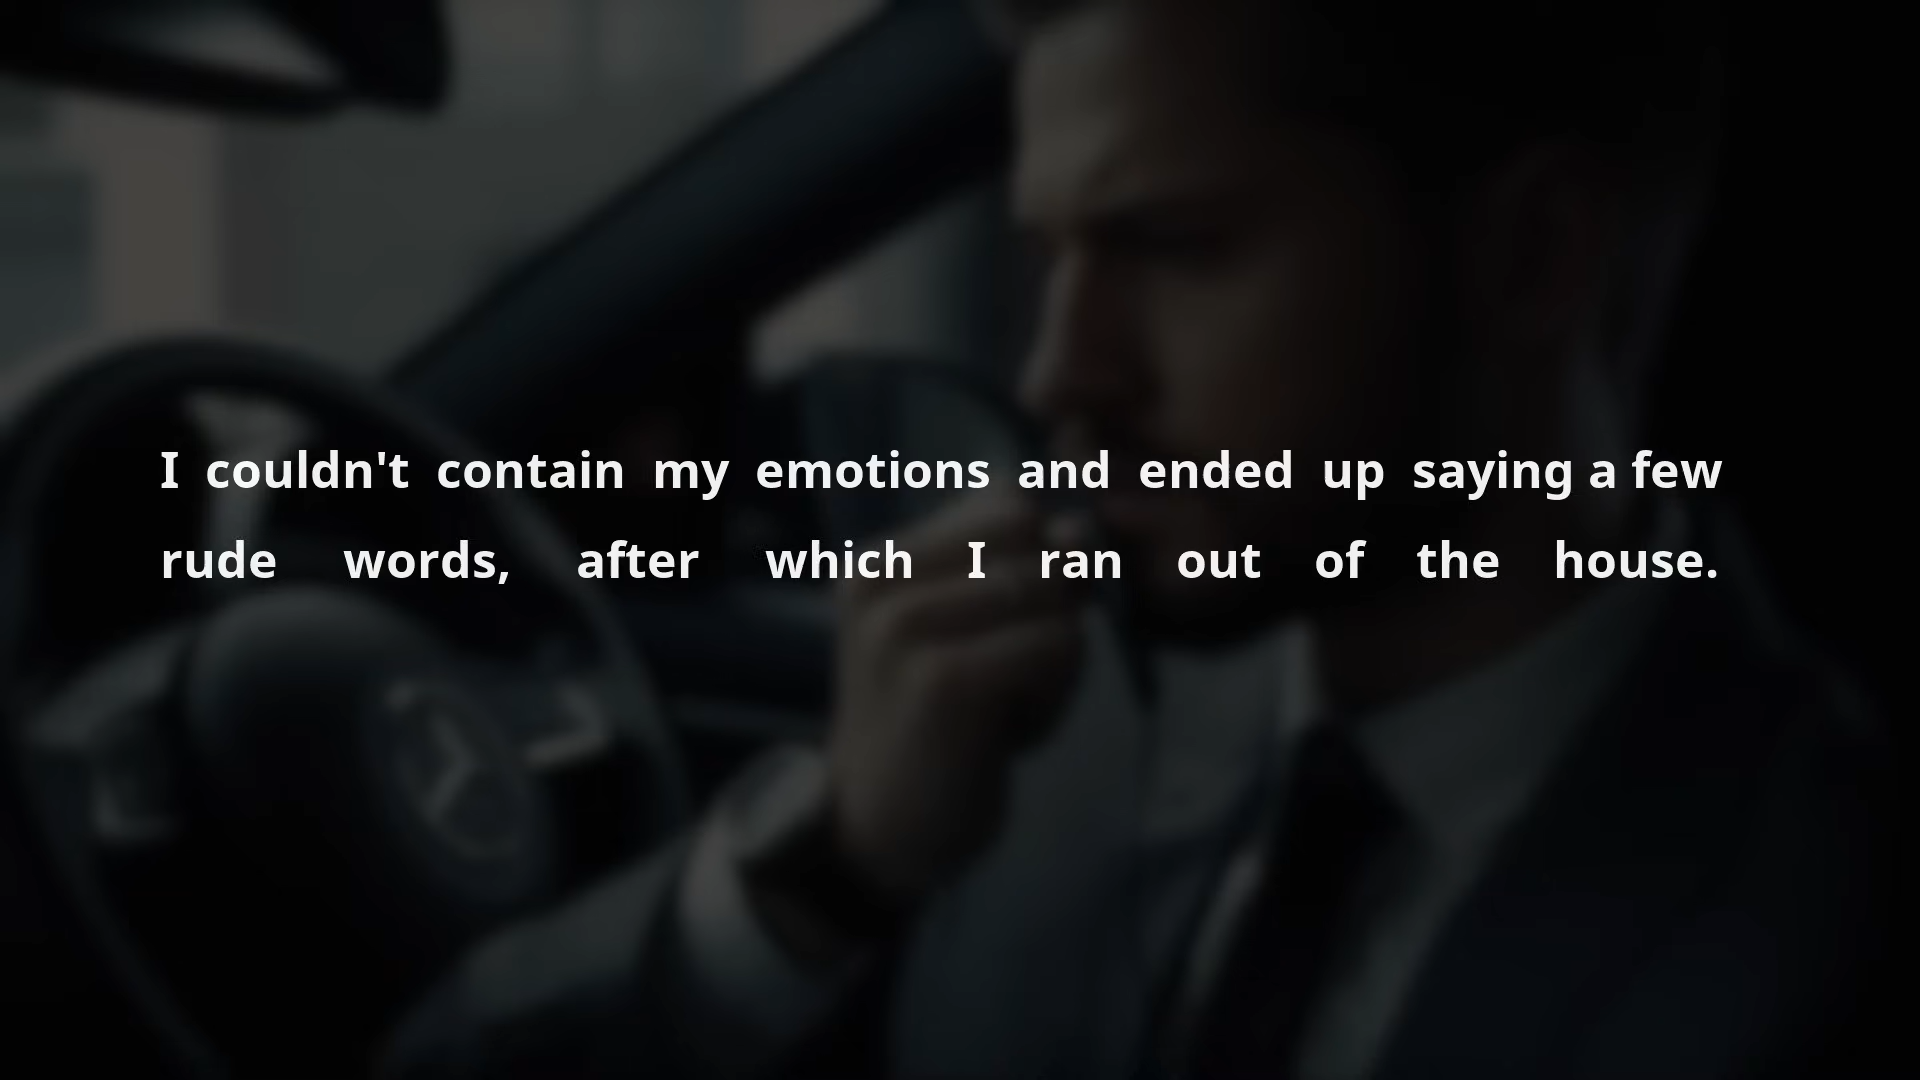 I couldn't contain my emotions and ended up saying a few
rude words, after which I ran out of the house.